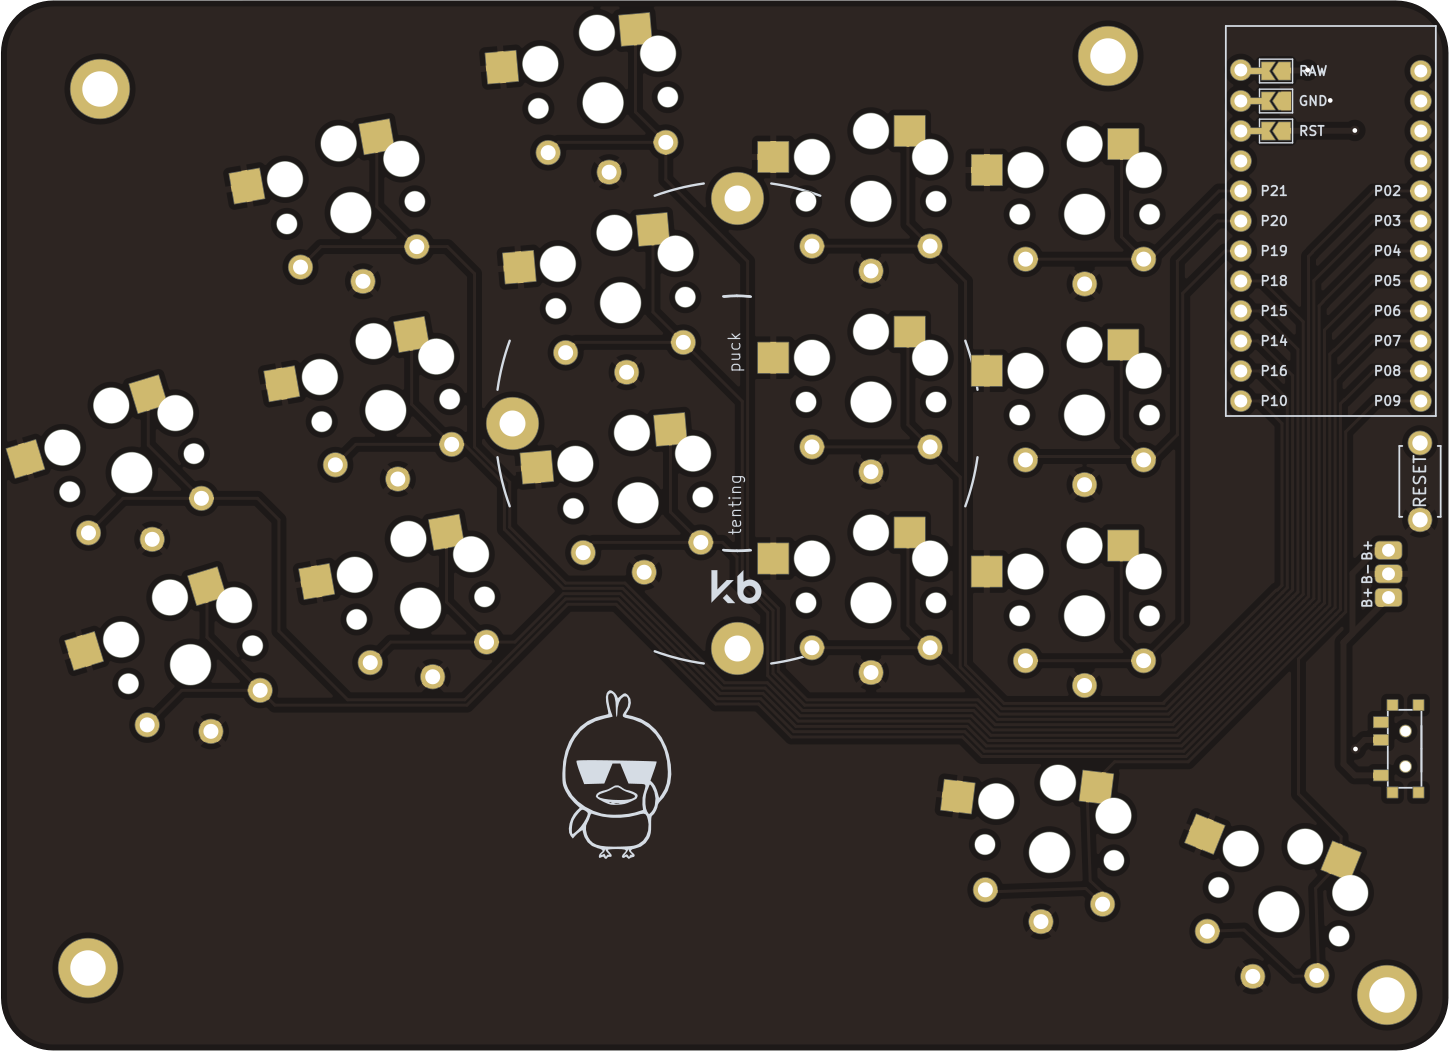 RAW
GND
RST
P21 P02
P20 P03
P19 P04
P18 P05
P15 P06
P14 P07
P16 P08
P10 P09
puck
tenting
RESET
B+
B-
B+
kb